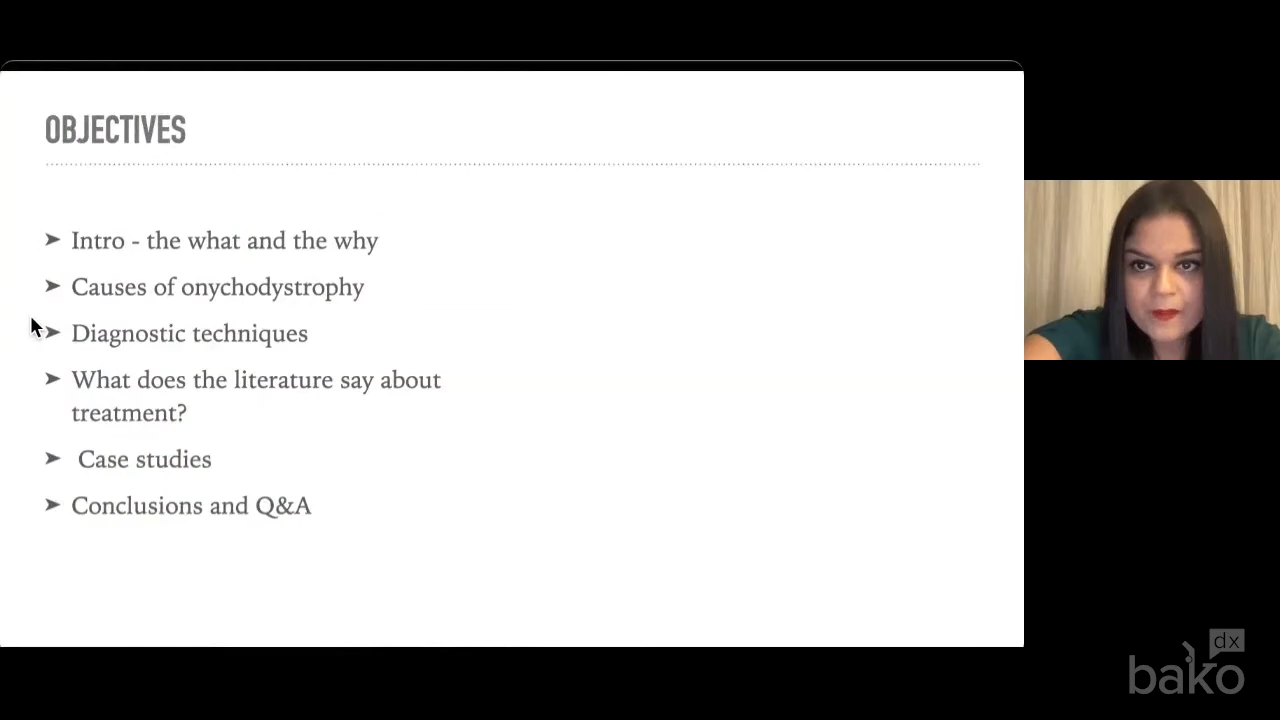 OBJECTIVES
➤ Intro - the what and the why
➤ Causes of onychodystrophy
➤ Diagnostic techniques
➤ What does the literature say about
treatment?
➤ Case studies
➤ Conclusions and Q&A
dx
bako